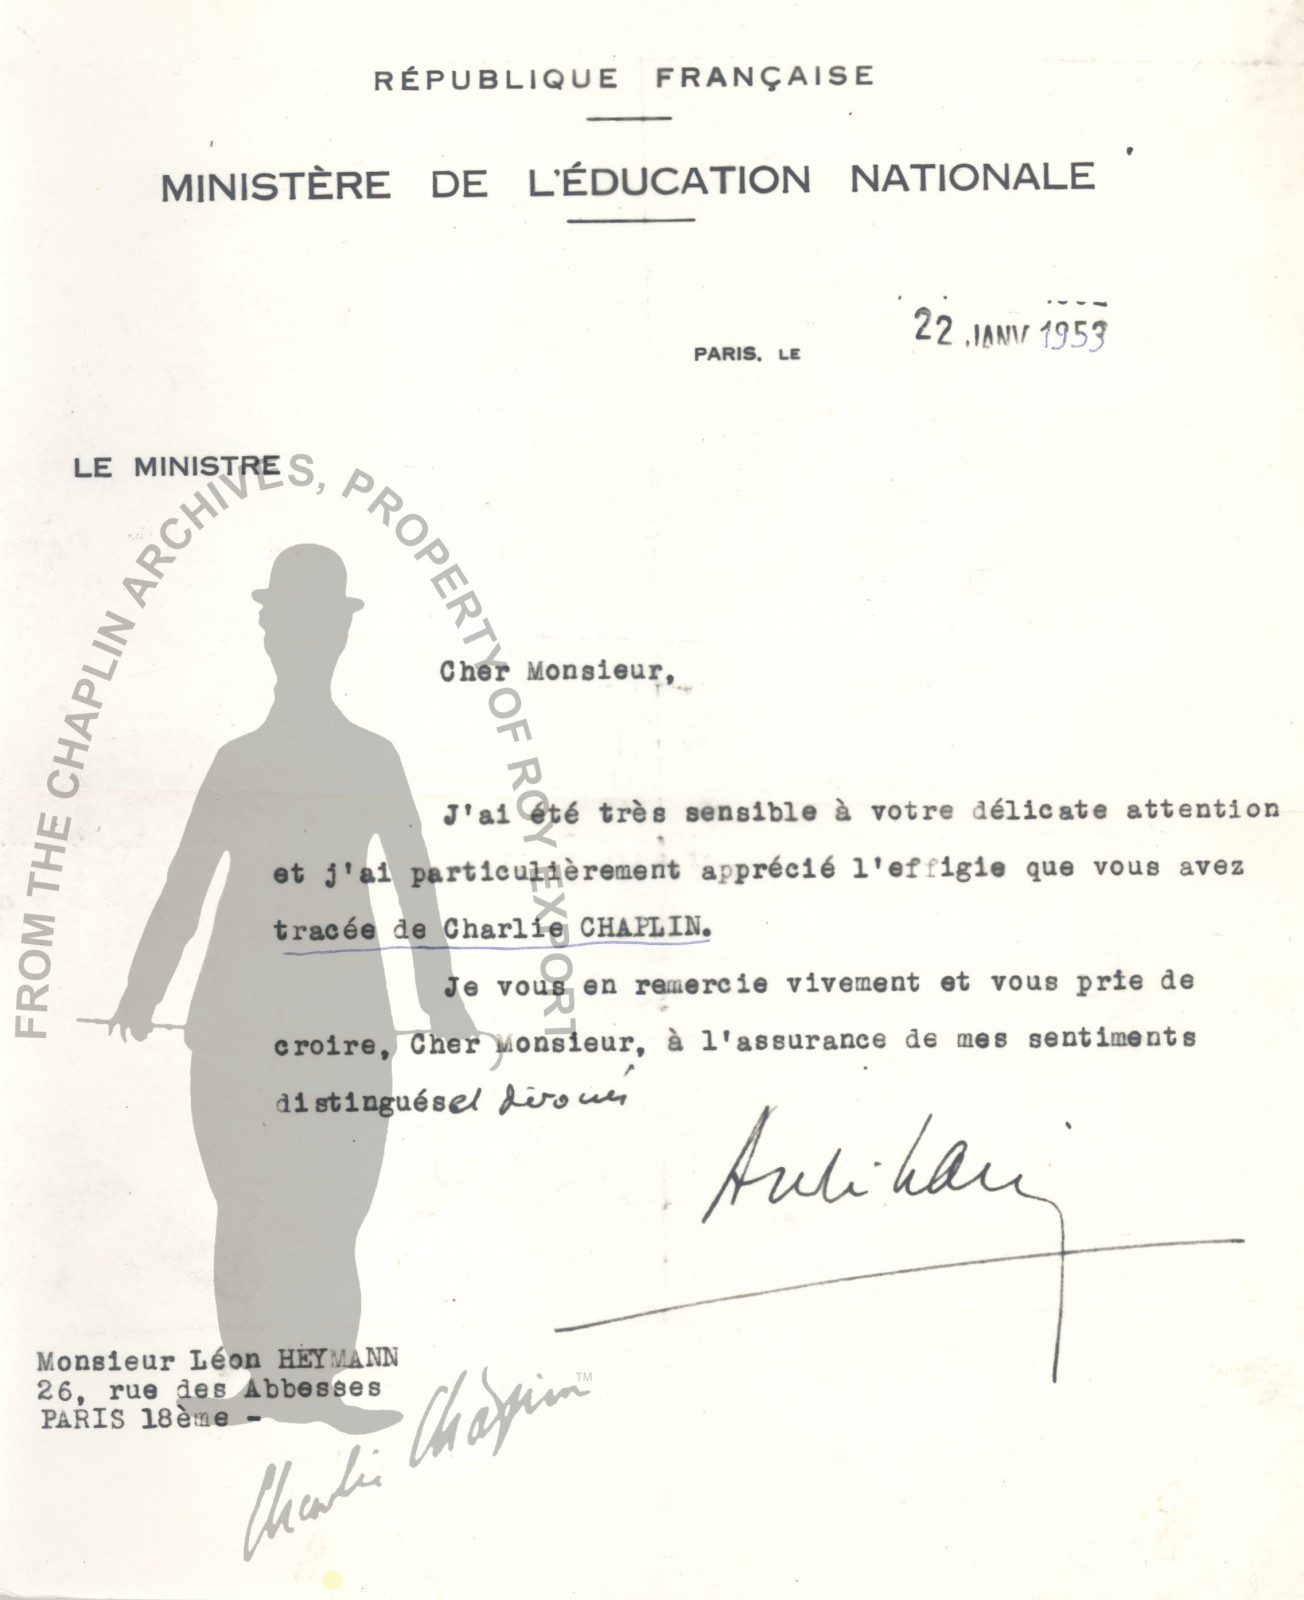 RÉPUBLIQUE FRANÇAISE
MINISTÈRE DE L'ÉDUCATION NATIONALE
PARIS, LE 22 JANV 1953
LE MINISTRE
FROM THE CHAPLIN ARCHIVES, PROPERTY OF ROY EXPORT
Cher Monsieur,
J'ai été très sensible à votre délicate attention
et j'ai particulièrement apprécié l'effigie que vous avez
tracée de Charlie CHAPLIN.
Je vous en remercie vivement et vous prie de
croire, Cher Monsieur, à l'assurance de mes sentiments
distingués et dévoués
Monsieur Léon HEYMANN
26, rue des Abbesses
PARIS 18ème -
Charlie Chaplin™